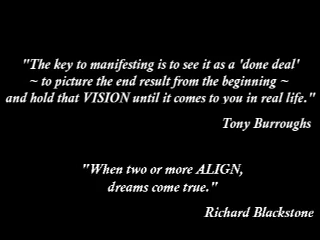 "The key to manifesting is to see it as a 'done deal'
~ to picture the end result from the beginning ~
and hold that VISION until it comes to you in real life."
Tony Burroughs
"When two or more ALIGN,
dreams come true."
Richard Blackstone